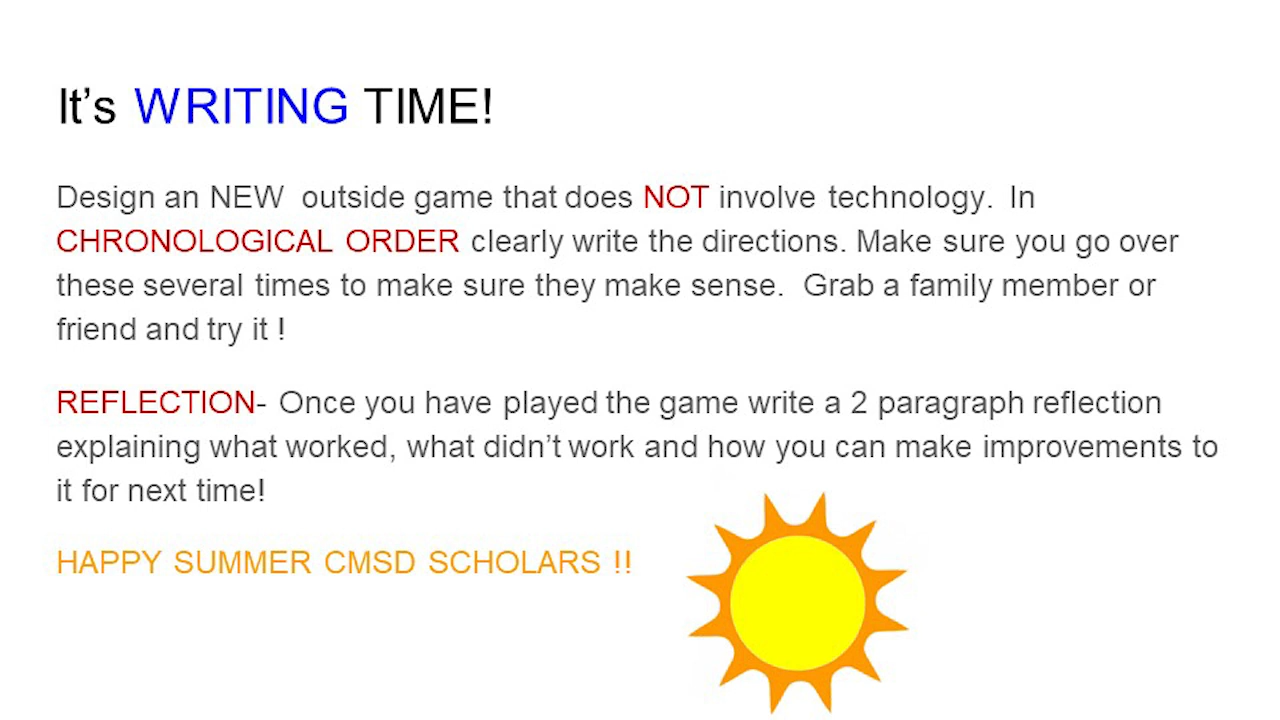 It's WRITING TIME!
Design an NEW  outside game that does NOT involve technology.  In
CHRONOLOGICAL ORDER clearly write the directions. Make sure you go over
these several times to make sure they make sense.  Grab a family member or
friend and try it !
REFLECTION- Once you have played the game write a 2 paragraph reflection
explaining what worked, what didn't work and how you can make improvements to
it for next time!
HAPPY SUMMER CMSD SCHOLARS !!